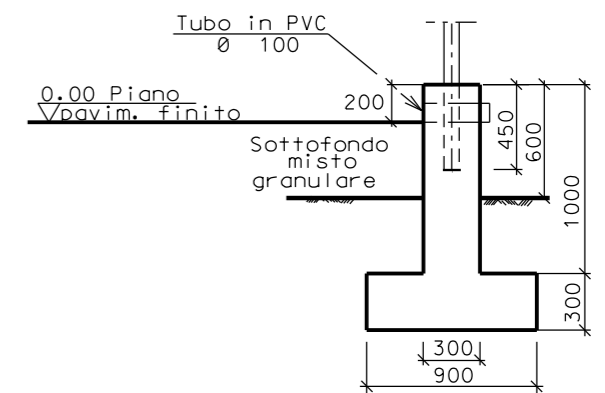 Tubo in PVC
Ø 100
0.00 Piano
pavim. finito
200
450
600
1000
Sottofondo
misto
granulare
300
300
900